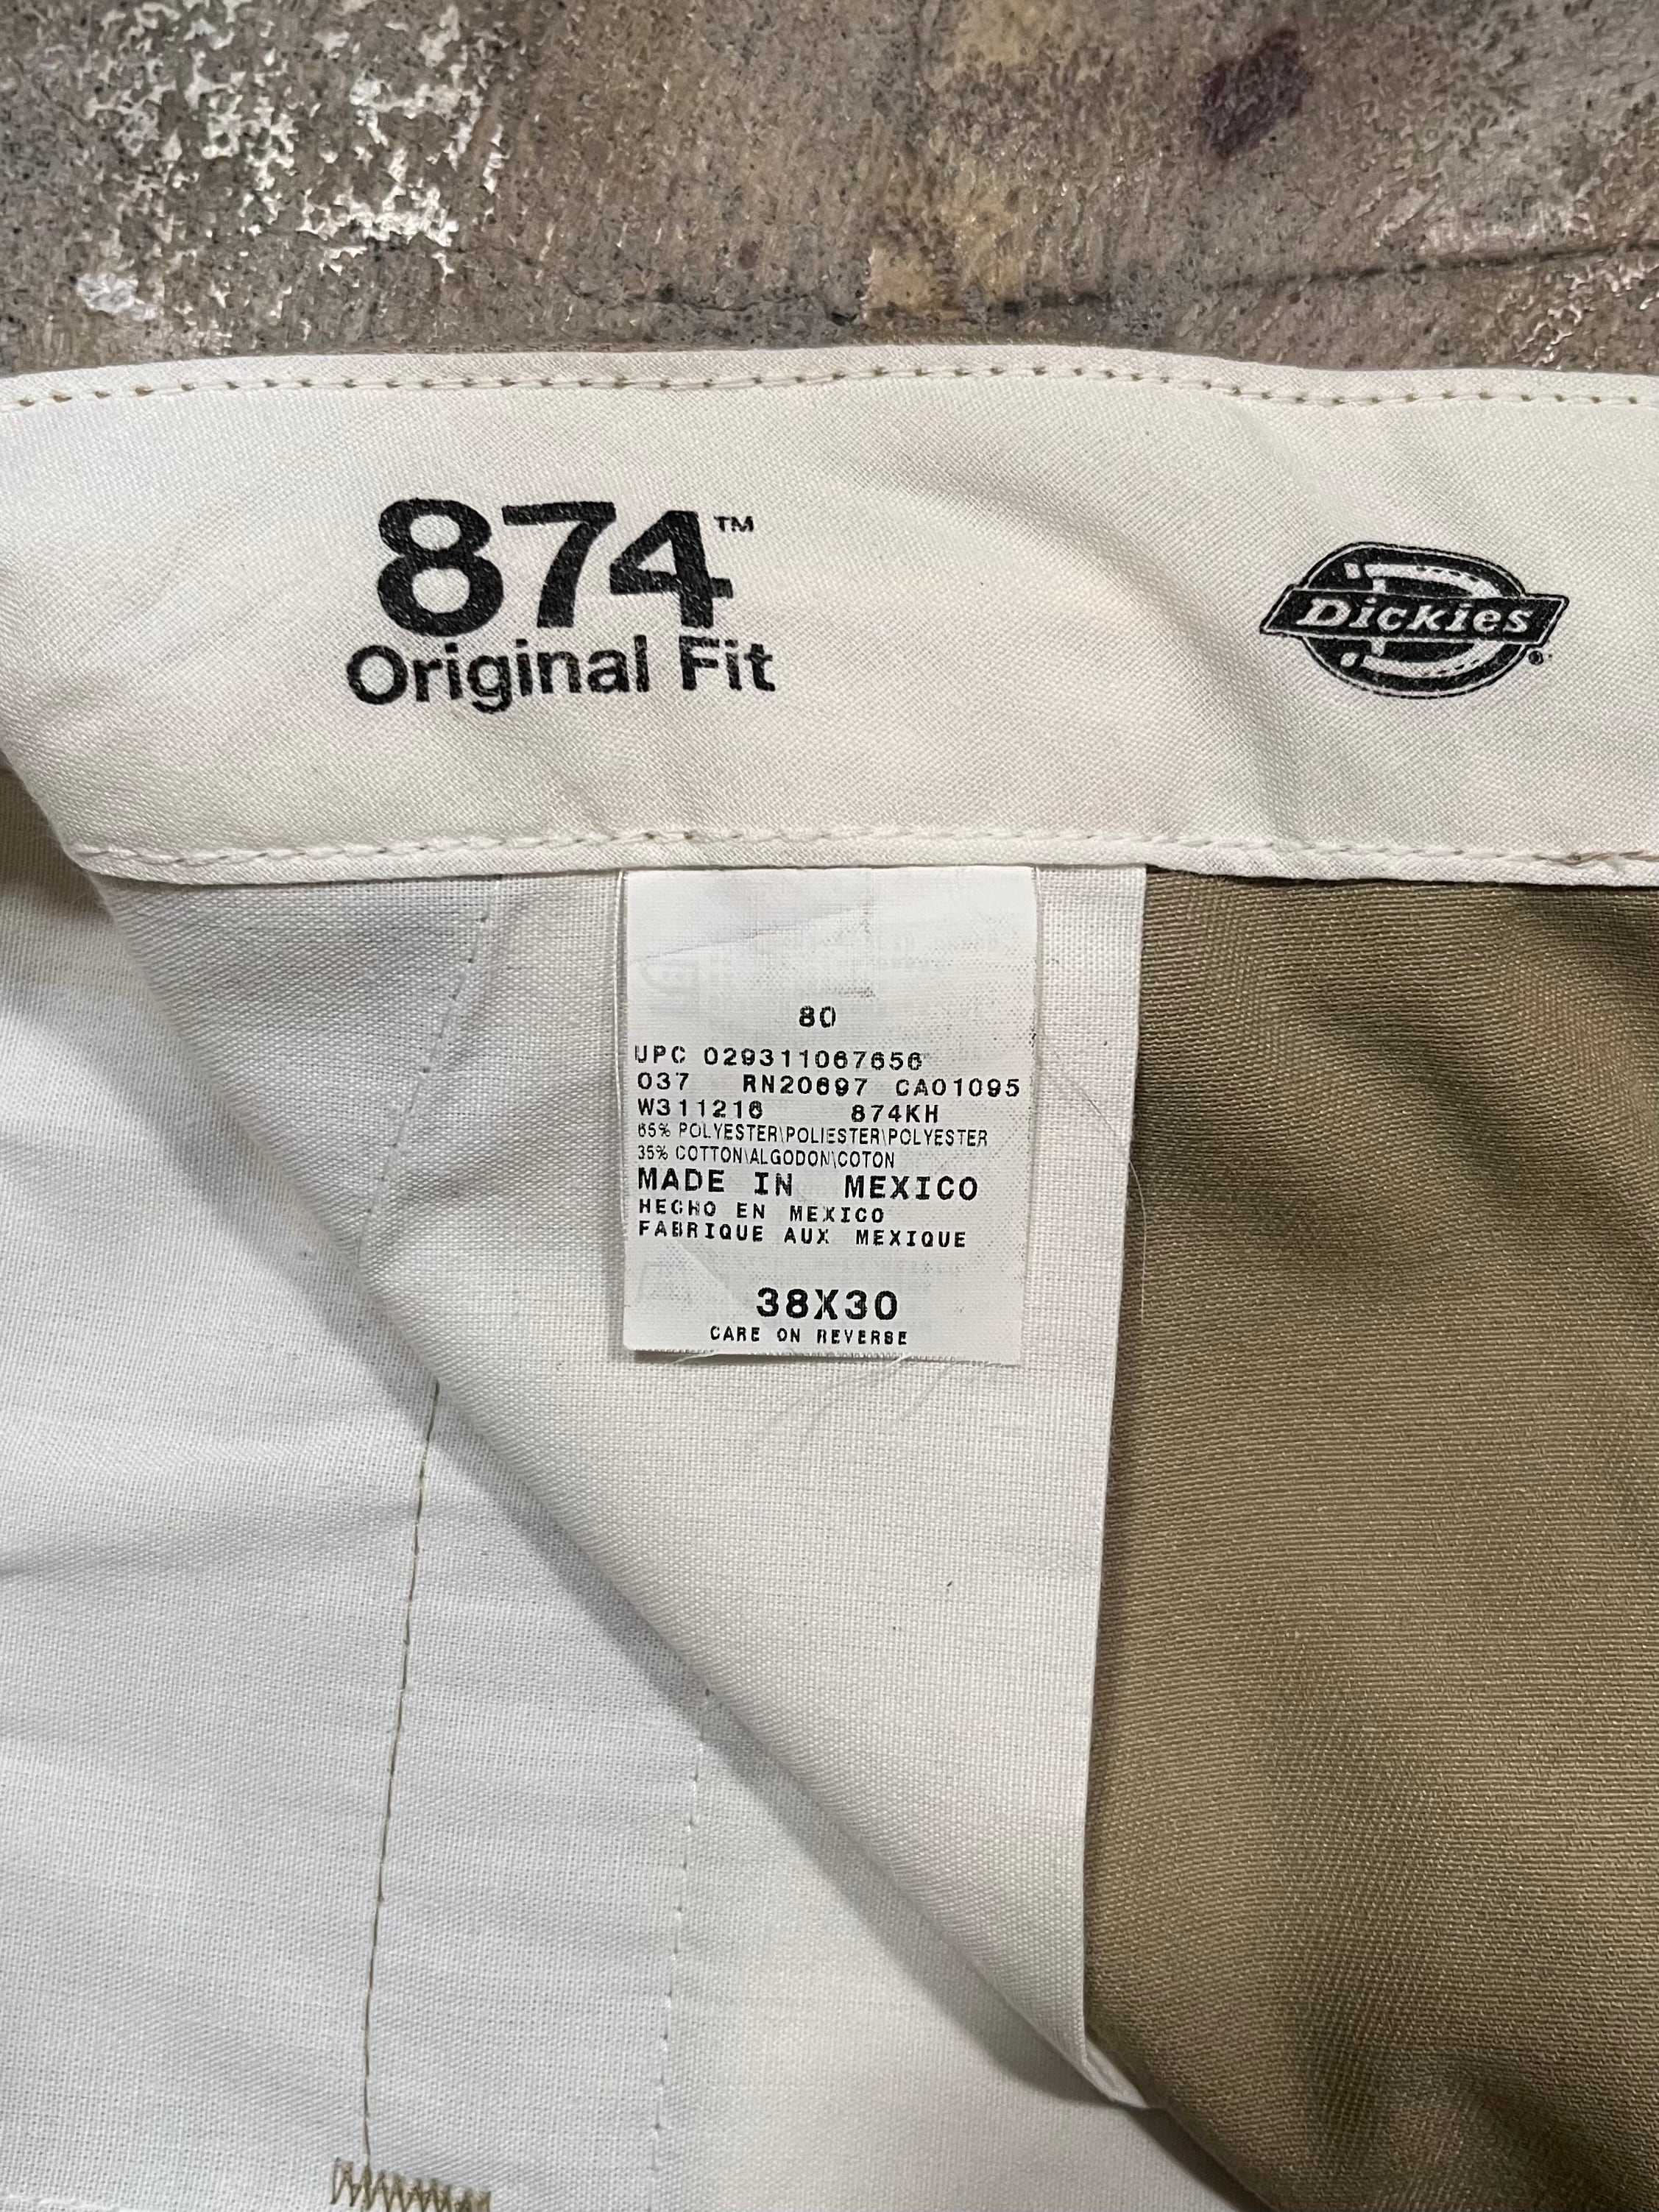 874™
Original Fit
Dickies®
80
UPC 029311067656
037 RN20697 CA01095
W311216 874KH
65% POLYESTER\POLIESTER\POLYESTER
35% COTTON\ALGODON\COTON
MADE IN MEXICO
HECHO EN MEXICO
FABRIQUE AUX MEXIQUE
38X30
CARE ON REVERSE